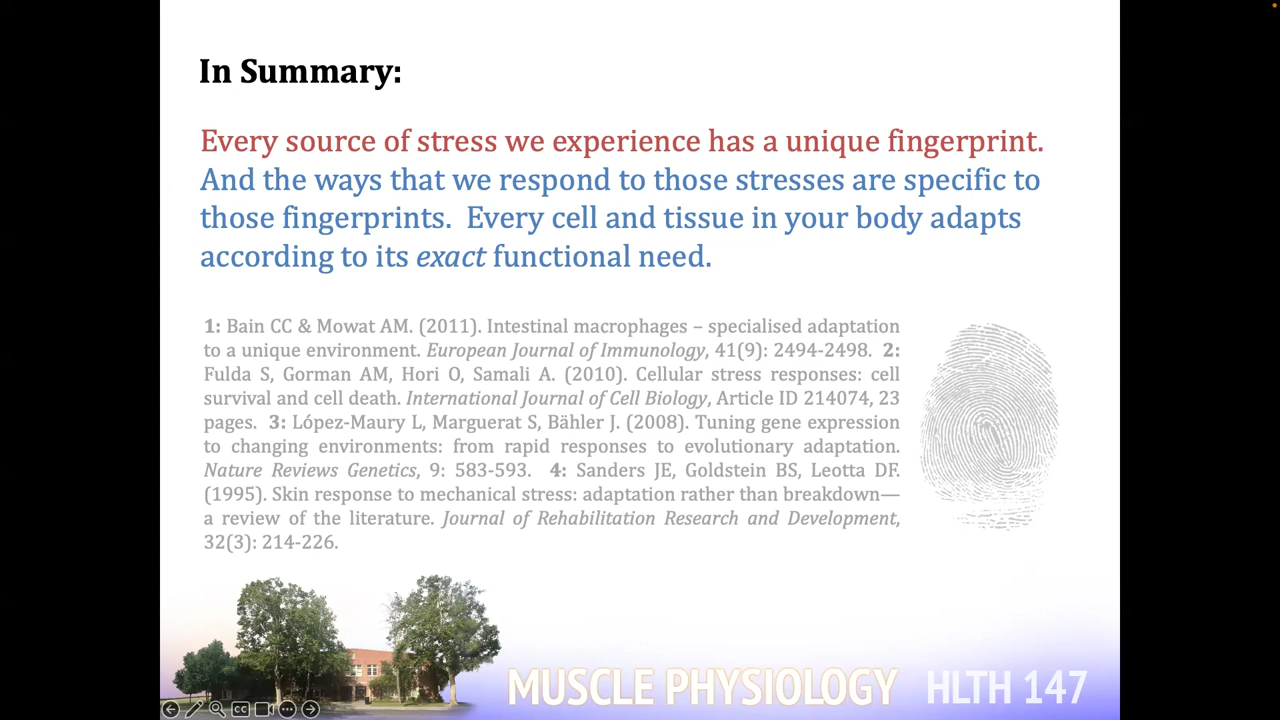 In Summary:
Every source of stress we experience has a unique fingerprint.
And the ways that we respond to those stresses are specific to
those fingerprints.  Every cell and tissue in your body adapts
according to its exact functional need.
1: Bain CC & Mowat AM. (2011). Intestinal macrophages – specialised adaptation
to a unique environment. European Journal of Immunology, 41(9): 2494-2498.  2:
Fulda S, Gorman AM, Hori O, Samali A. (2010). Cellular stress responses: cell
survival and cell death. International Journal of Cell Biology, Article ID 214074, 23
pages.  3: López-Maury L, Marguerat S, Bähler J. (2008). Tuning gene expression
to changing environments: from rapid responses to evolutionary adaptation.
Nature Reviews Genetics, 9: 583-593.  4: Sanders JE, Goldstein BS, Leotta DF.
(1995). Skin response to mechanical stress: adaptation rather than breakdown—
a review of the literature. Journal of Rehabilitation Research and Development,
32(3): 214-226.
MUSCLE PHYSIOLOGY HLTH 147
CC